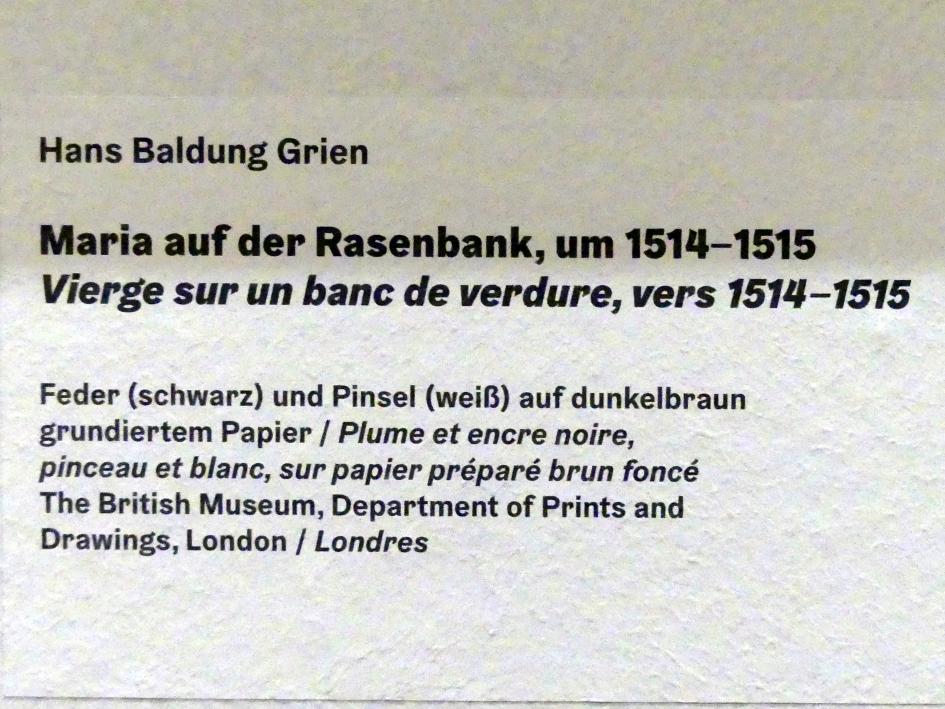 Hans Baldung Grien
Maria auf der Rasenbank, um 1514–1515
Vierge sur un banc de verdure, vers 1514–1515
Feder (schwarz) und Pinsel (weiß) auf dunkelbraun
grundiertem Papier / Plume et encre noire,
pinceau et blanc, sur papier préparé brun foncé
The British Museum, Department of Prints and
Drawings, London / Londres